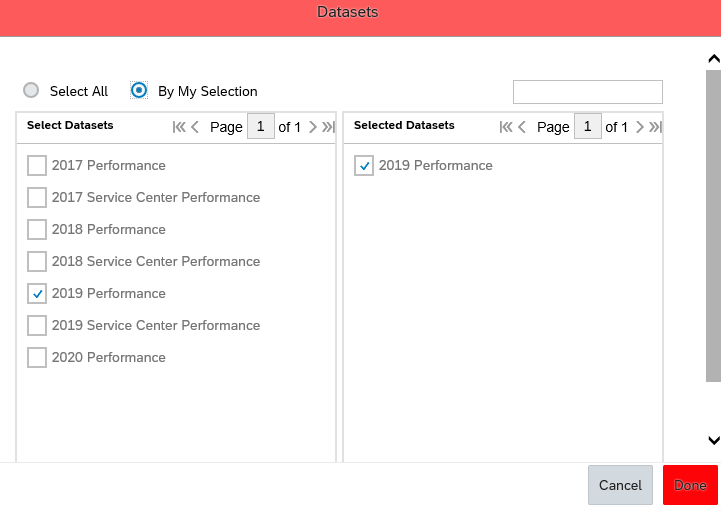 Datasets
Select All By My Selection
Select Datasets Page 1 of 1
2017 Performance
2017 Service Center Performance
2018 Performance
2018 Service Center Performance
2019 Performance
2019 Service Center Performance
2020 Performance
Selected Datasets Page 1 of 1
2019 Performance
Cancel Done